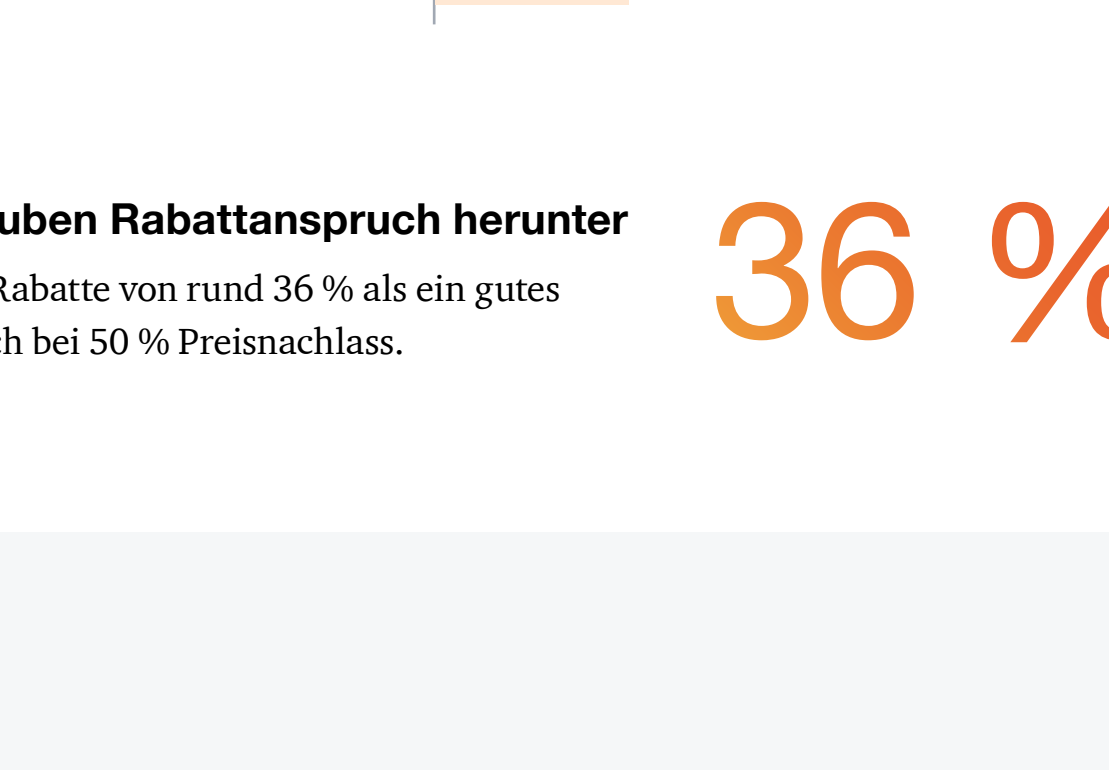 uben Rabattanspruch herunter
Rabatte von rund 36 % als ein gutes
ch bei 50 % Preisnachlass.
36 %